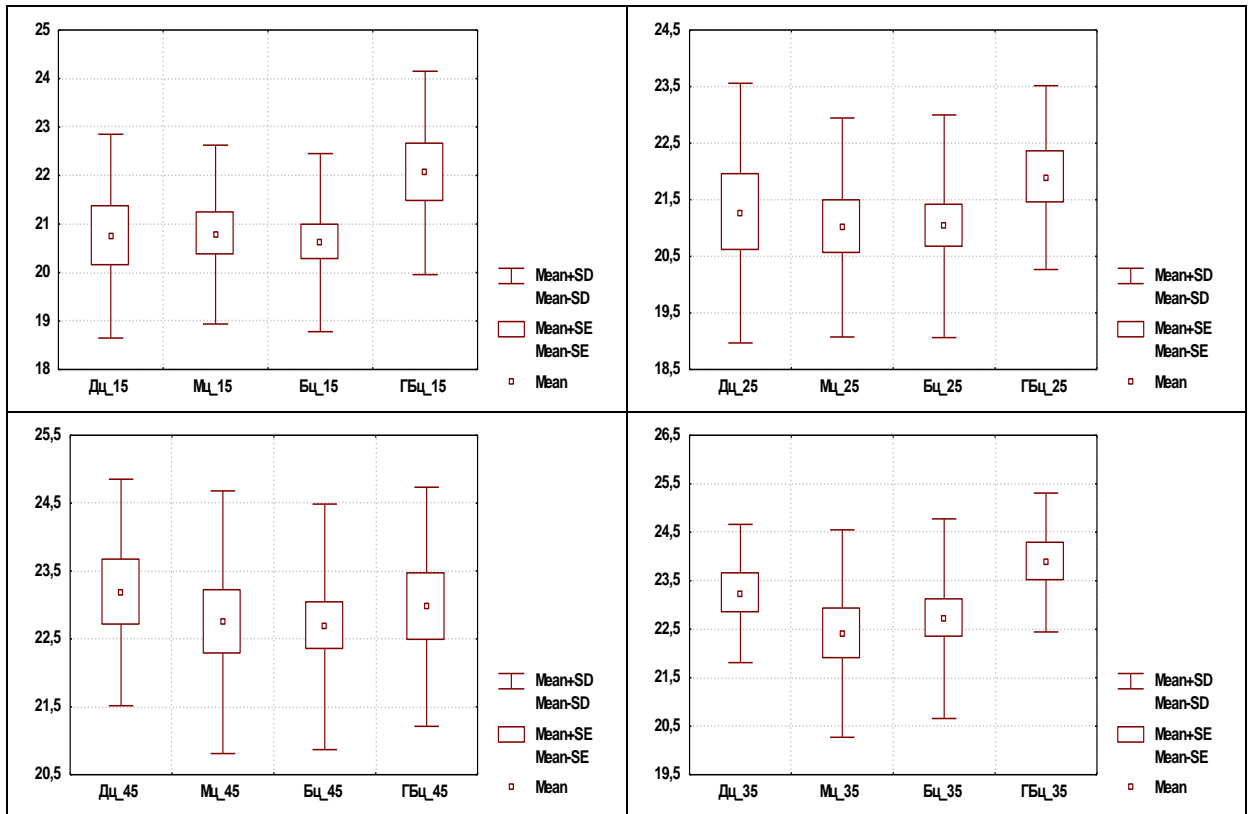 25
24
23
22
21
20
19
18
Дц_15 Мц_15 Бц_15 ГБц_15
Mean+SD
Mean-SD
Mean+SE
Mean-SE
Mean
24,5
23,5
22,5
21,5
20,5
19,5
18,5
Дц_25 Мц_25 Бц_25 ГБц_25
Mean+SD
Mean-SD
Mean+SE
Mean-SE
Mean
25,5
24,5
23,5
22,5
21,5
20,5
Дц_45 Мц_45 Бц_45 ГБц_45
Mean+SD
Mean-SD
Mean+SE
Mean-SE
Mean
26,5
25,5
24,5
23,5
22,5
21,5
20,5
19,5
Дц_35 Мц_35 Бц_35 ГБц_35
Mean+SD
Mean-SD
Mean+SE
Mean-SE
Mean